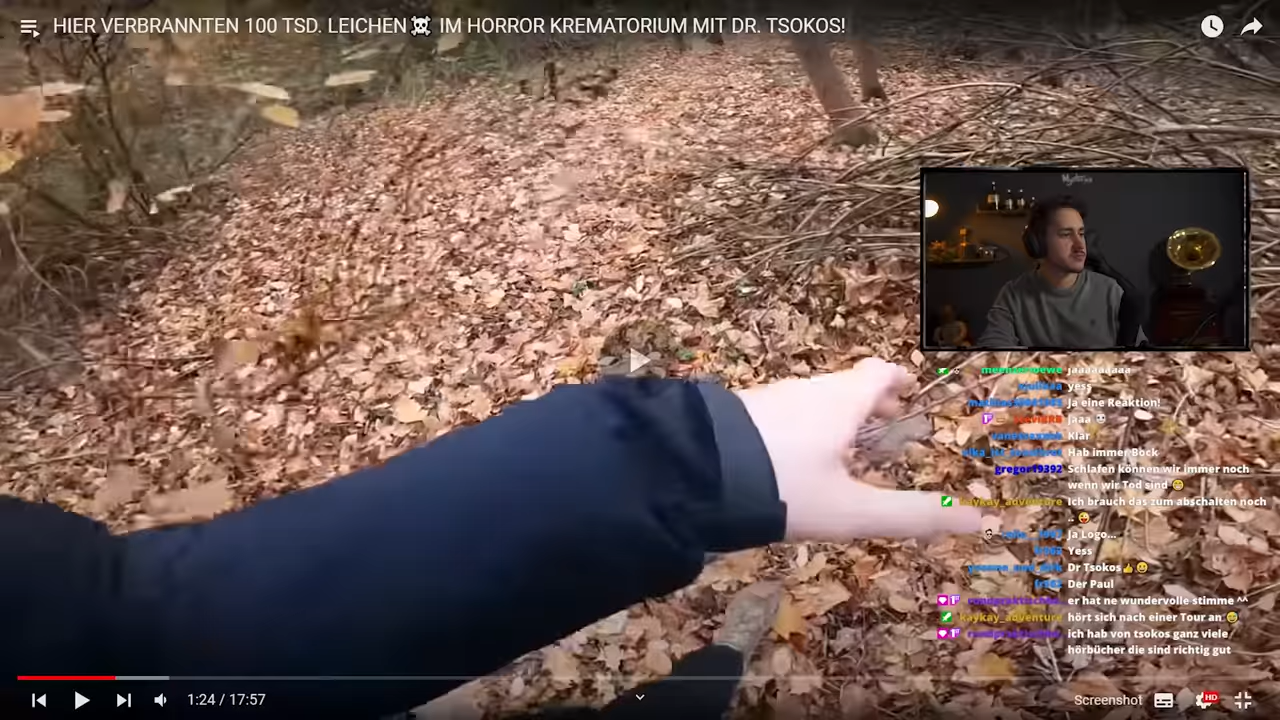 HIER VERBRANNTEN 100 TSD. LEICHEN☠️ IM HORROR KREMATORIUM MIT DR. TSOKOS!
jaaaaaaaaa
yess
Ja eine Reaktion!
Jaaa
Klar
Hab immer Bock
gregor19392 Schlafen können wir immer noch
wenn wir Tod sind 😁
kaykay_adventure Ich brauch das zum abschalten noch
.. 😜
Ja Logo...
Yess
Dr Tsokos👍😃
Der Paul
er hat ne wundervolle stimme ^^
kaykay_adventure hört sich nach einer Tour an 😅
ich hab von tsokos ganz viele
hörbücher die sind richtig gut
1:24 / 17:57
Screenshot
HD